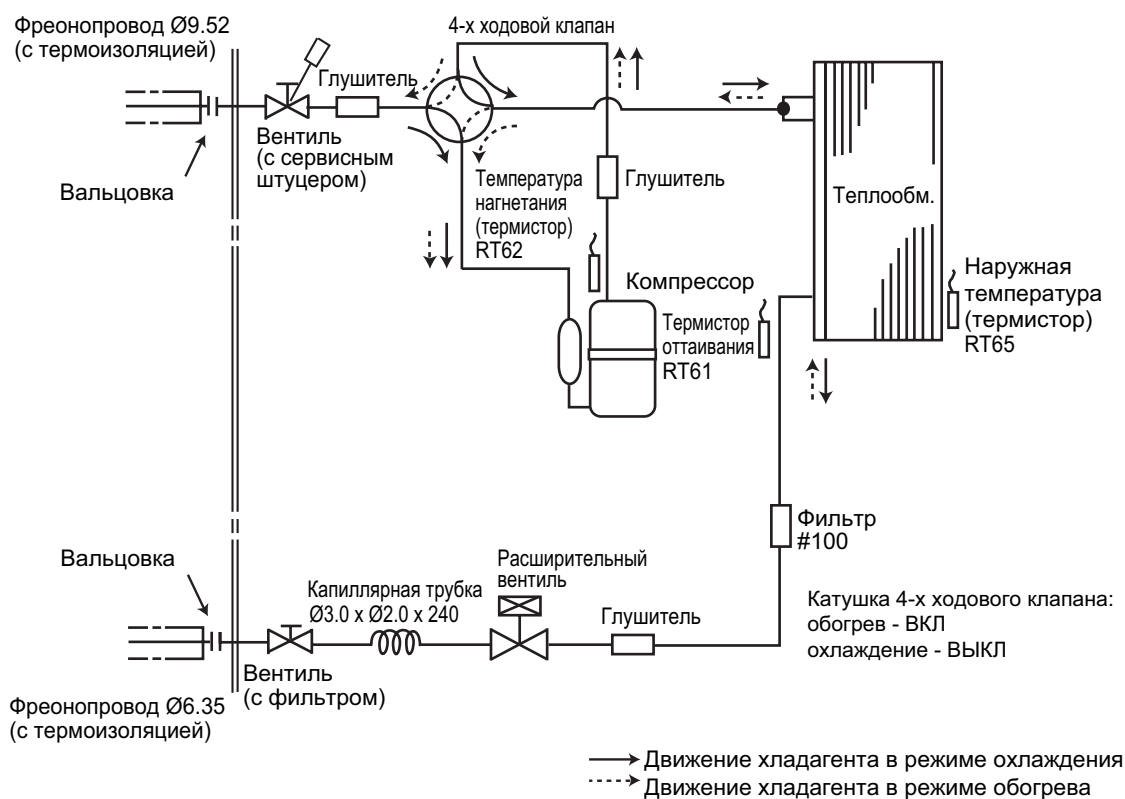 Фреонопровод Ø9.52
(с термоизоляцией)
4-х ходовой клапан
Глушитель
Вентиль
(с сервисным
штуцером)
Вальцовка
Температура
нагнетания
(термистор)
RT62
Глушитель
Теплообм.
Компрессор
Термистор
оттаивания
RT61
Наружная
температура
(термистор)
RT65
Фильтр
#100
Вальцовка
Расширительный
вентиль
Капиллярная трубка
Ø3.0 x Ø2.0 x 240
Глушитель
Катушка 4-х ходового клапана:
обогрев - ВКЛ
охлаждение - ВЫКЛ
Вентиль
(с фильтром)
Фреонопровод Ø6.35
(с термоизоляцией)
Движение хладагента в режиме охлаждения
Движение хладагента в режиме обогрева